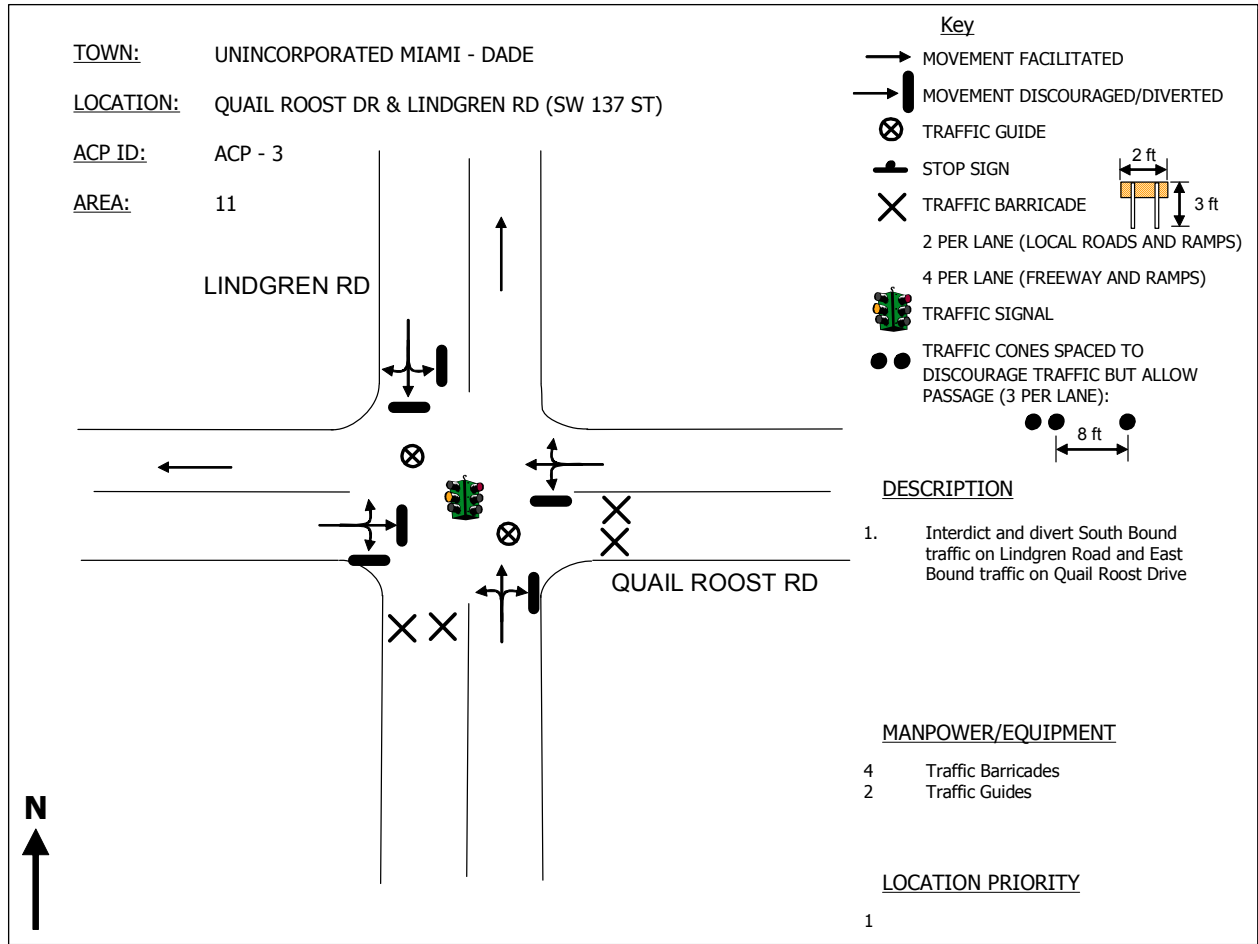 TOWN: UNINCORPORATED MIAMI - DADE
LOCATION: QUAIL ROOST DR & LINDGREN RD (SW 137 ST)
ACP ID: ACP - 3
AREA: 11
LINDGREN RD
QUAIL ROOST RD
N
Key
MOVEMENT FACILITATED
MOVEMENT DISCOURAGED/DIVERTED
TRAFFIC GUIDE
STOP SIGN
TRAFFIC BARRICADE
2 ft
3 ft
2 PER LANE (LOCAL ROADS AND RAMPS)
4 PER LANE (FREEWAY AND RAMPS)
TRAFFIC SIGNAL
TRAFFIC CONES SPACED TO
DISCOURAGE TRAFFIC BUT ALLOW
PASSAGE (3 PER LANE):
8 ft
DESCRIPTION
1. Interdict and divert South Bound
traffic on Lindgren Road and East
Bound traffic on Quail Roost Drive
MANPOWER/EQUIPMENT
4 Traffic Barricades
2 Traffic Guides
LOCATION PRIORITY
1